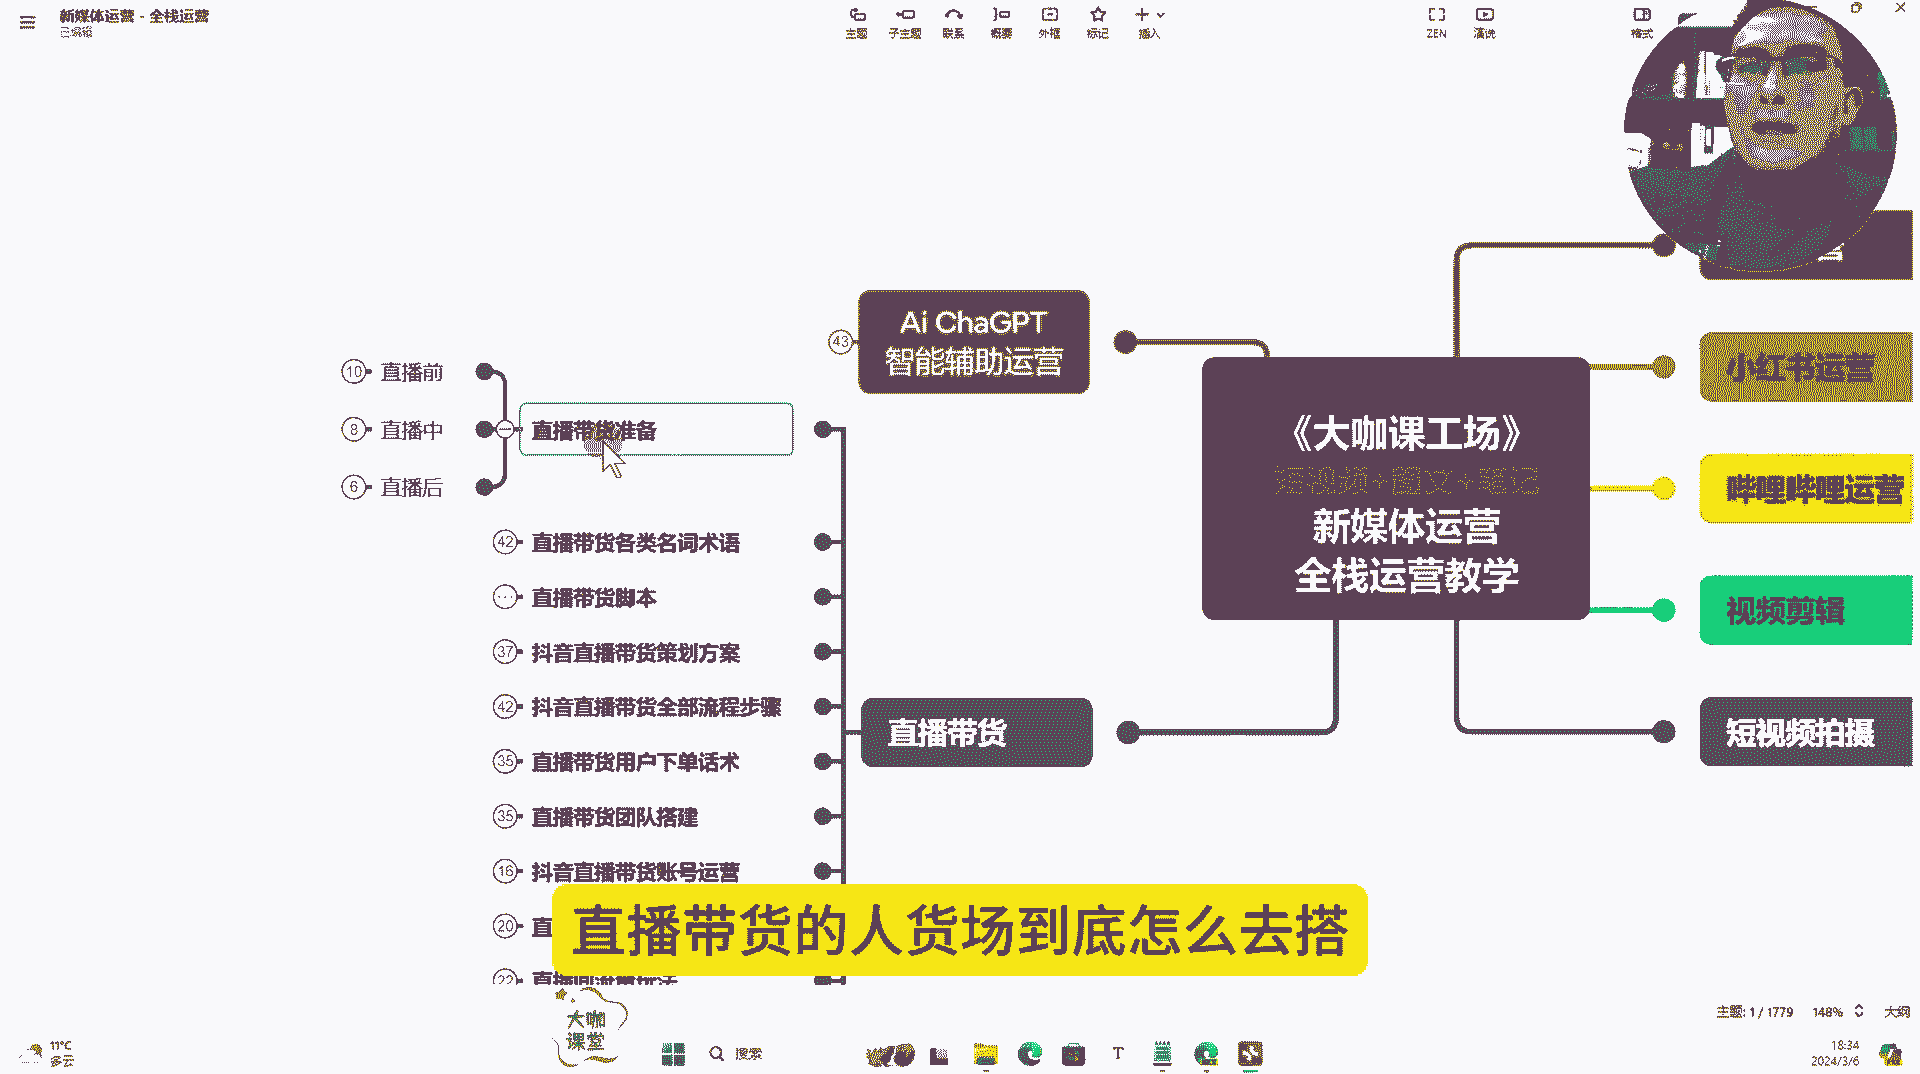 新媒体运营 - 全栈运营
已编辑
主题
子主题
联系
概要
外框
标记
插入
ZEN
演说
格式
43
Ai ChaGPT
智能辅助运营
10 直播前
8 直播中
6 直播后
直播带货准备
42 直播带货各类名词术语
直播带货脚本
37 抖音直播带货策划方案
42 抖音直播带货全部流程步骤
35 直播带货用户下单话术
35 直播带货团队搭建
16 抖音直播带货账号运营
20 直
22
直播带货
《大咖课工场》
短视频+图文+笔记
新媒体运营
全栈运营教学
小红书运营
哔哩哔哩运营
视频剪辑
短视频拍摄
直播带货的人货场到底怎么去搭
大咖
课堂
主题: 1 / 1779
148%
大纲
11°C
多云
搜索
18:34
2024/3/6